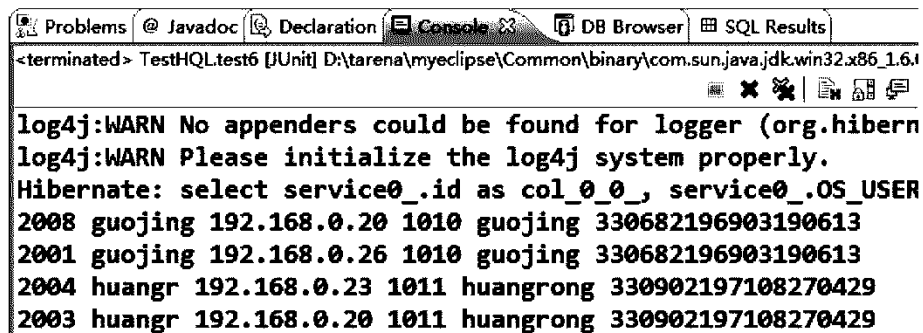 Problems @ Javadoc Declaration Console DB Browser SQL Results
<terminated> TestHQL.test6 [JUnit] D:\tarena\myeclipse\Common\binary\com.sun.java.jdk.win32.x86_1.6.
log4j:WARN No appenders could be found for logger (org.hibern
log4j:WARN Please initialize the log4j system properly.
Hibernate: select service0_.id as col_0_0_, service0_.OS_USER
2008 guojing 192.168.0.20 1010 guojing 330682196903190613
2001 guojing 192.168.0.26 1010 guojing 330682196903190613
2004 huangr 192.168.0.23 1011 huangrong 330902197108270429
2003 huangr 192.168.0.20 1011 huangrong 330902197108270429